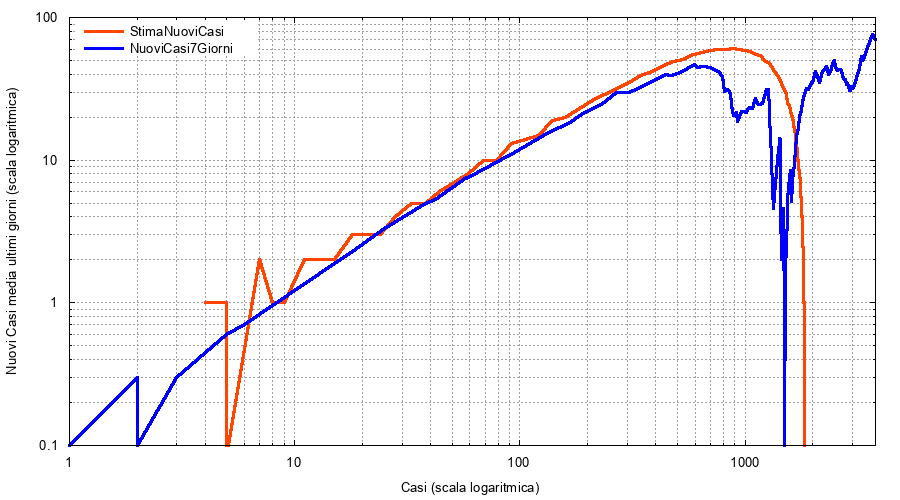 100
StimaNuoviCasi
NuoviCasi7Giorni
10
Nuovi Casi media ultimi giorni (scala logaritmica)
1
0.1
1 10 100 1000
Casi (scala logaritmica)